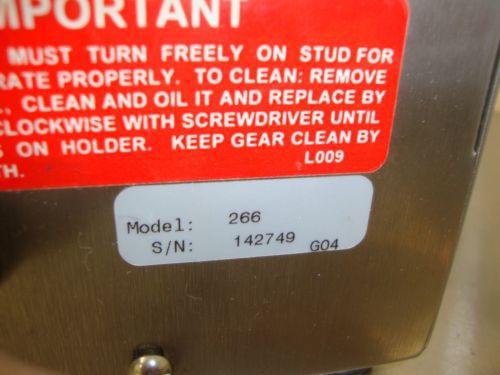 IMPORTANT
MUST TURN FREELY ON STUD FOR
RATE PROPERLY. TO CLEAN: REMOVE
CLEAN AND OIL IT AND REPLACE BY
CLOCKWISE WITH SCREWDRIVER UNTIL
ON HOLDER. KEEP GEAR CLEAN BY
L009
Model: 266
S/N: 142749 G04